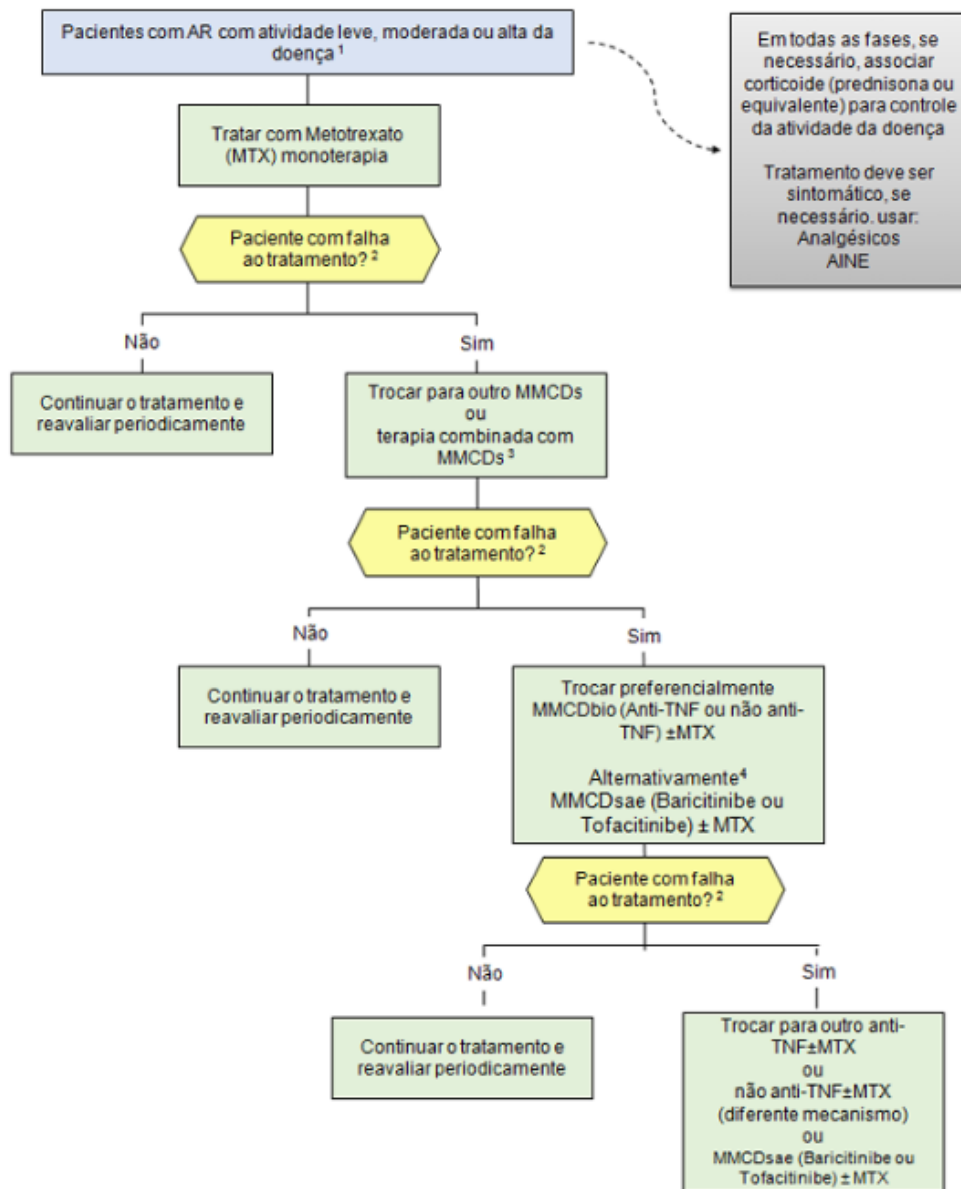 Pacientes com AR com atividade leve, moderada ou alta da
doença ¹
Em todas as fases, se
necessário, associar
corticoide (prednisona ou
equivalente) para controle
da atividade da doença
Tratamento deve ser
sintomático, se
necessário. usar:
Analgésicos
AINE
Tratar com Metotrexato
(MTX) monoterapia
Paciente com falha
ao tratamento? ²
Não
Sim
Continuar o tratamento e
reavaliar periodicamente
Trocar para outro MMCDs
ou
terapia combinada com
MMCDs ³
Paciente com falha
ao tratamento? ²
Não
Sim
Continuar o tratamento e
reavaliar periodicamente
Trocar preferencialmente
MMCDbio (Anti-TNF ou não anti-
TNF) ±MTX
Alternativamente⁴
MMCDsae (Baricitinibe ou
Tofacitinibe) ± MTX
Paciente com falha
ao tratamento? ²
Não
Sim
Continuar o tratamento e
reavaliar periodicamente
Trocar para outro anti-
TNF±MTX
ou
não anti-TNF±MTX
(diferente mecanismo)
ou
MMCDsae (Baricitinibe ou
Tofacitinibe) ± MTX